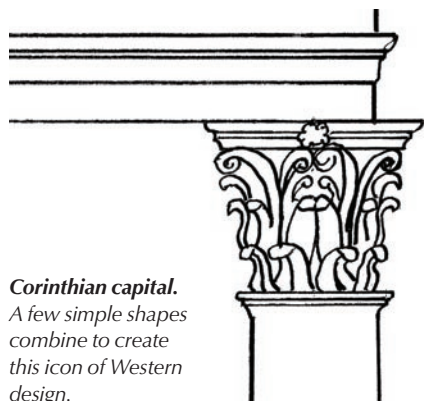 Corinthian capital.
A few simple shapes
combine to create
this icon of Western
design.